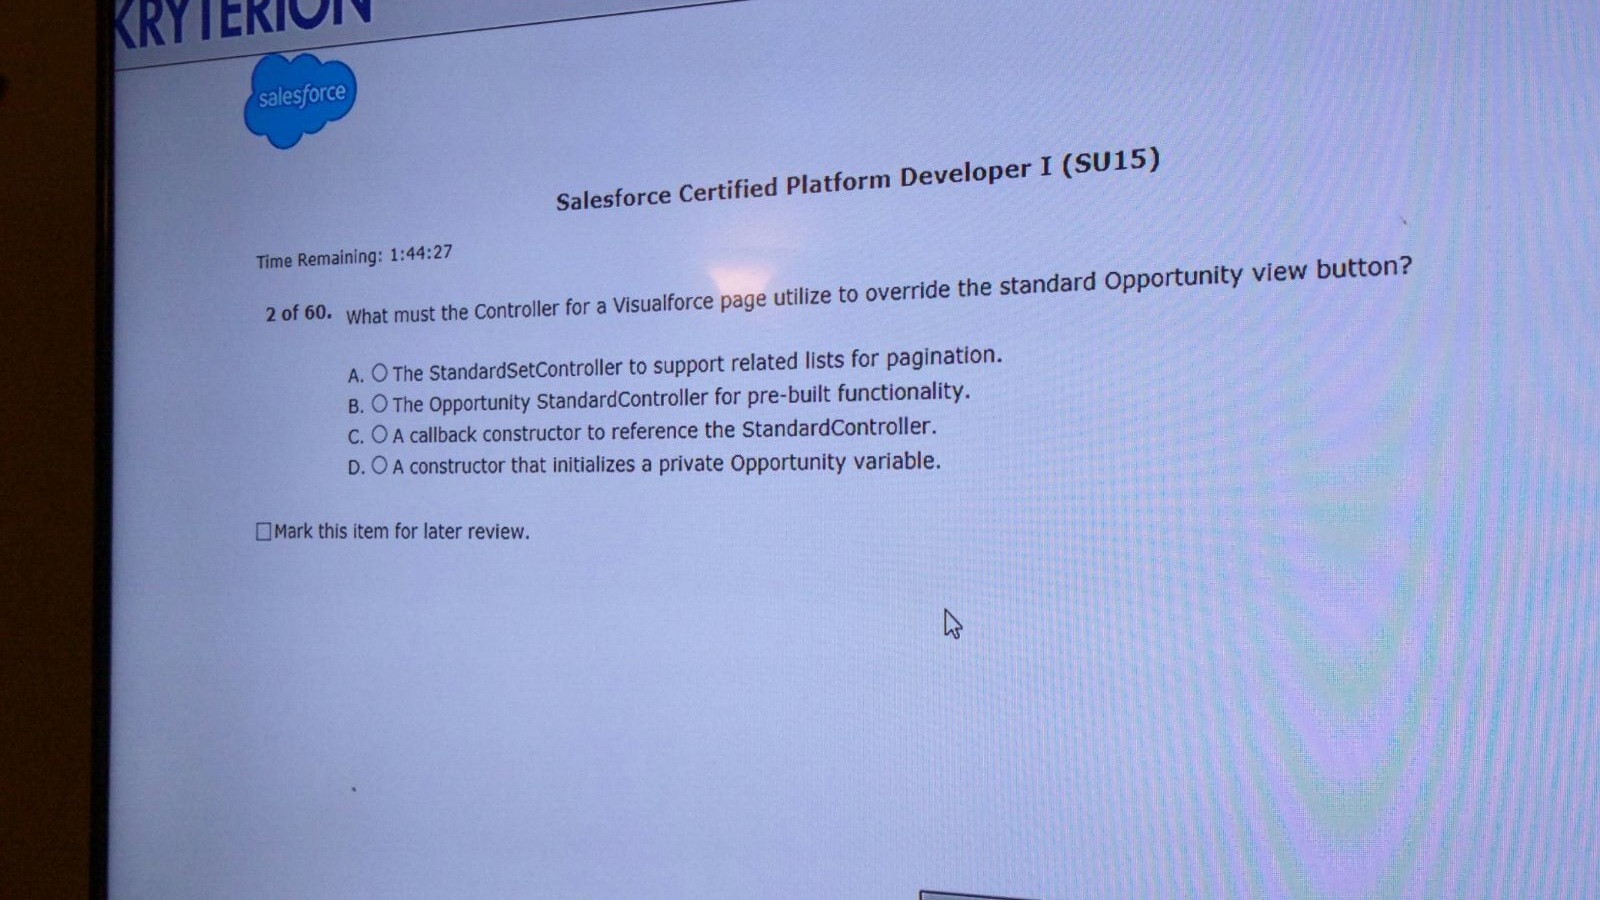 KRYTERION
salesforce
Salesforce Certified Platform Developer I (SU15)
Time Remaining: 1:44:27
2 of 60. What must the Controller for a Visualforce page utilize to override the standard Opportunity view button?
A. The StandardSetController to support related lists for pagination.
B. The Opportunity StandardController for pre-built functionality.
C. A callback constructor to reference the StandardController.
D. A constructor that initializes a private Opportunity variable.
Mark this item for later review.